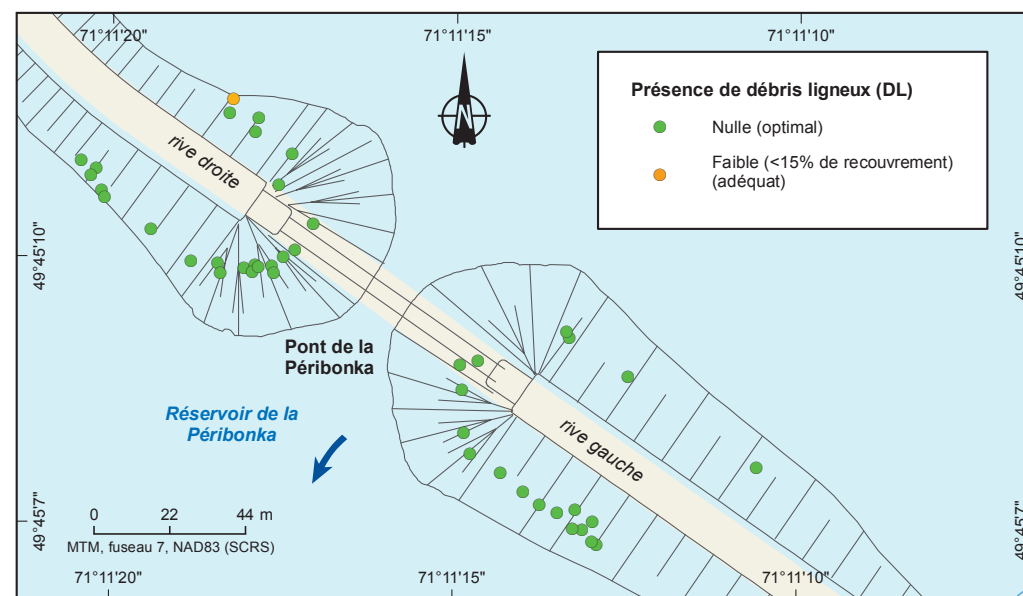 71°11'20"
71°11'15"
71°11'10"
Présence de débris ligneux (DL)
Nulle (optimal)
Faible (<15% de recouvrement)
(adéquat)
N
rive droite
49°45'10"
49°45'10"
Pont de la
Péribonka
Réservoir de la
Péribonka
rive gauche
49°45'7"
49°45'7"
0 22 44 m
MTM, fuseau 7, NAD83 (SCRS)
71°11'20"
71°11'15"
71°11'10"